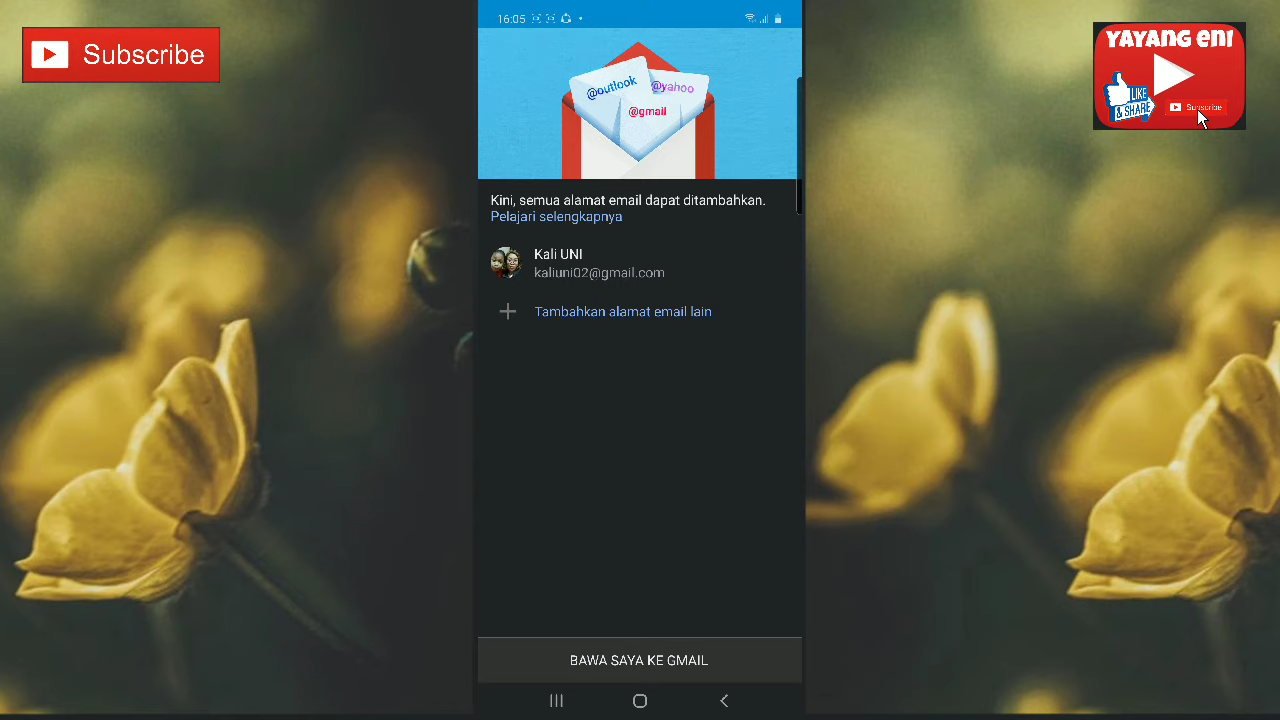 Subscribe
16:05
@outlook
@yahoo
@gmail
Kini, semua alamat email dapat ditambahkan.
Pelajari selengkapnya
Kali UNI
kaliuni02@gmail.com
Tambahkan alamat email lain
BAWA SAYA KE GMAIL
YAYANG ENI
LIKE
& SHARE
Subscribe